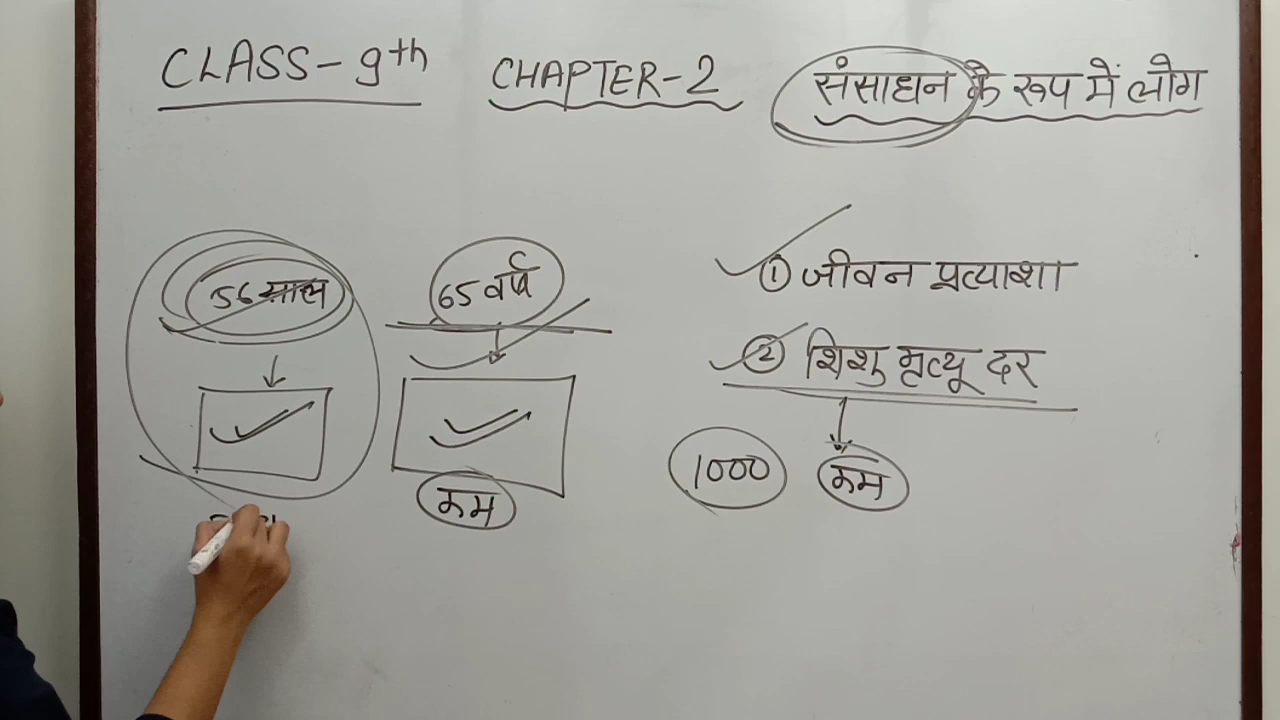 CLASS-9th CHAPTER-2 संसाधन के रूप में लोग
56 साल 65 वर्ष
① जीवन प्रत्याशा
② शिशु मृत्यू दर
1000 कम
कम